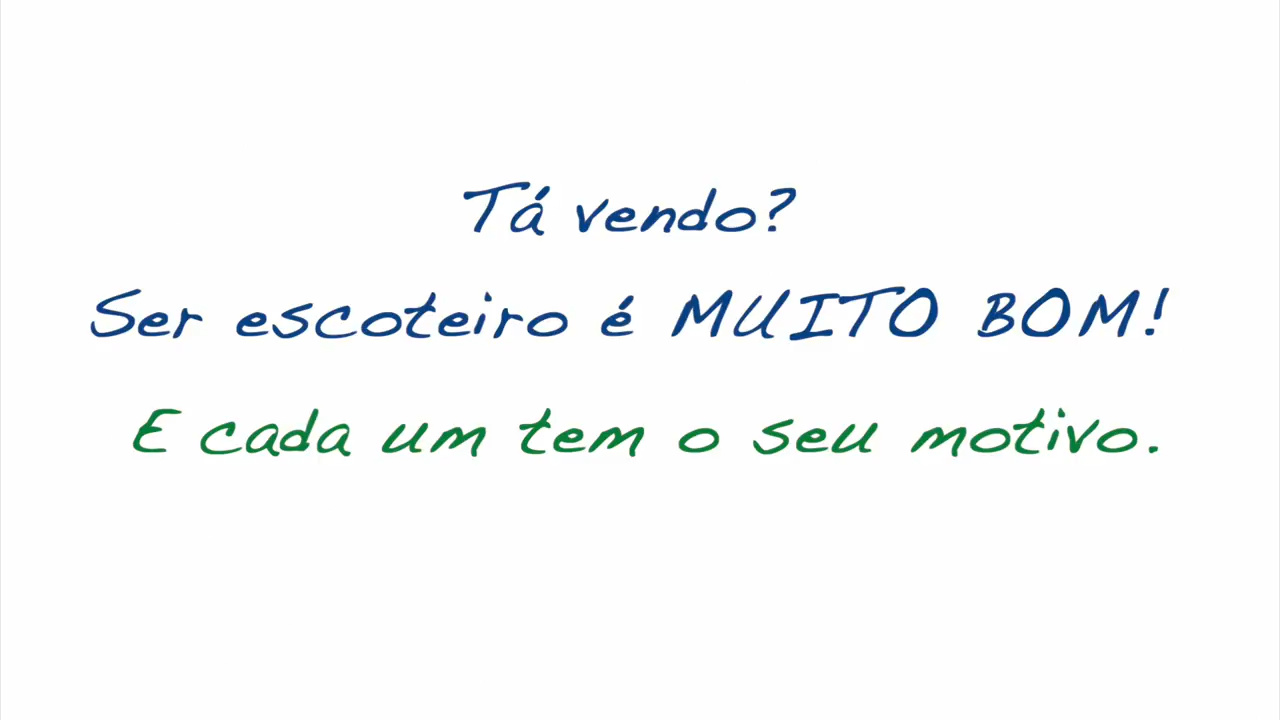 Tá vendo?
Ser escoteiro é MUITO BOM!
E cada um tem o seu motivo.